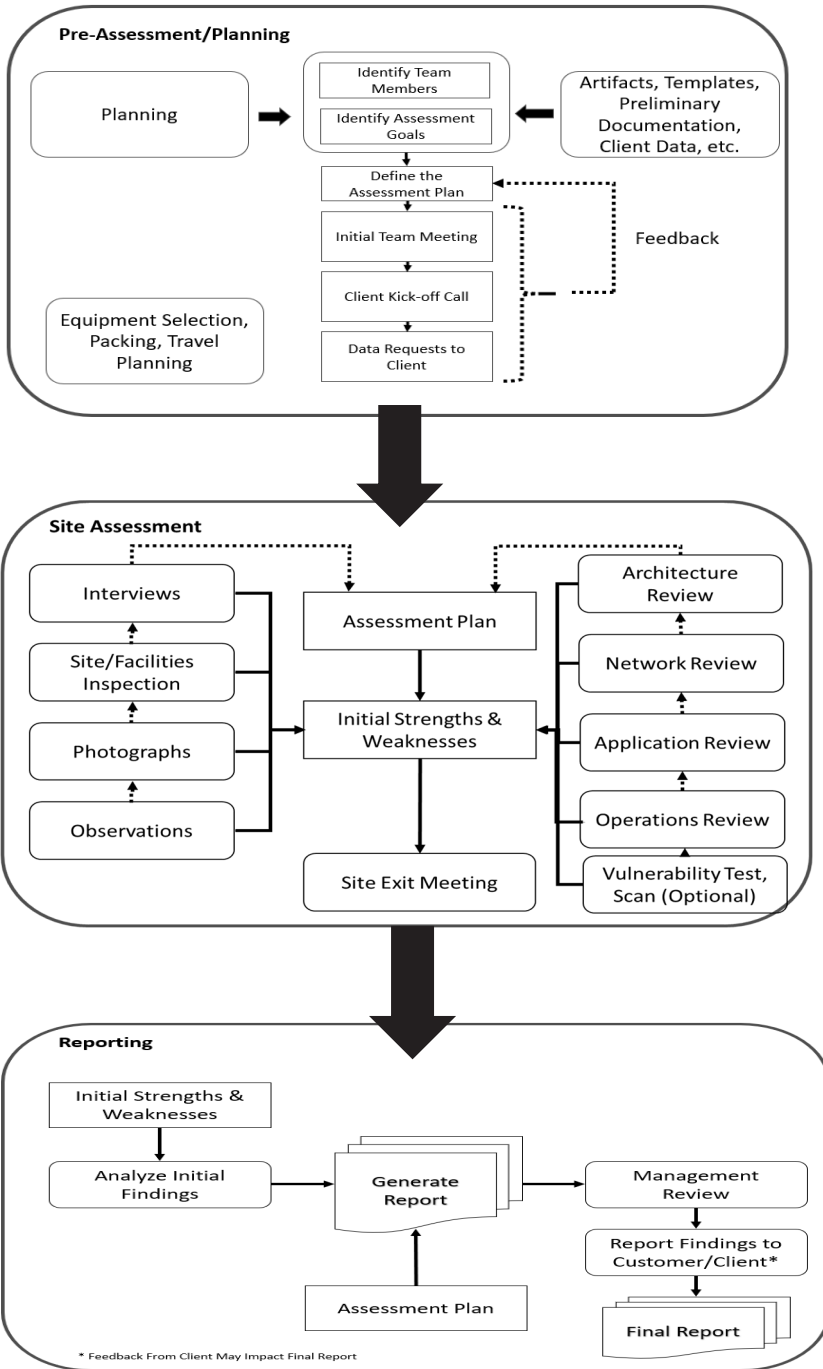 Pre-Assessment/Planning
Planning
Identify Team
Members
Identify Assessment
Goals
Artifacts, Templates,
Preliminary
Documentation,
Client Data, etc.
Define the
Assessment Plan
Initial Team Meeting
Feedback
Client Kick-off Call
Equipment Selection,
Packing, Travel
Planning
Data Requests to
Client
Site Assessment
Interviews
Site/Facilities
Inspection
Photographs
Observations
Assessment Plan
Initial Strengths &
Weaknesses
Site Exit Meeting
Architecture
Review
Network Review
Application Review
Operations Review
Vulnerability Test,
Scan (Optional)
Reporting
Initial Strengths &
Weaknesses
Analyze Initial
Findings
Generate
Report
Assessment Plan
Management
Review
Report Findings to
Customer/Client*
Final Report
* Feedback From Client May Impact Final Report